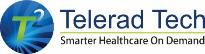 T²
Telerad Tech
Smarter Healthcare On Demand